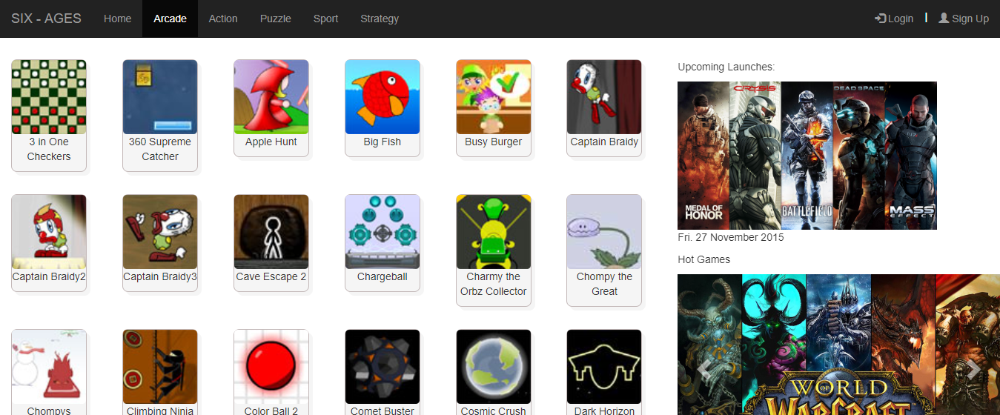 SIX - AGES Home Arcade Action Puzzle Sport Strategy Login | Sign Up
3 in One
Checkers
360 Supreme
Catcher
Apple Hunt
Big Fish
Busy Burger
Captain Braidy
Captain Braidy2
Captain Braidy3
Cave Escape 2
Chargeball
Charmy the
Orbz Collector
Chompy the
Great
Chompys
Climbing Ninja
Color Ball 2
Comet Buster
Cosmic Crush
Dark Horizon
Upcoming Launches:
CRYSIS
DEAD SPACE
MEDAL OF
HONOR
BATTLEFIELD
MASS
EFFECT
Fri. 27 November 2015
Hot Games
WORLD
OF
WARCRAFT